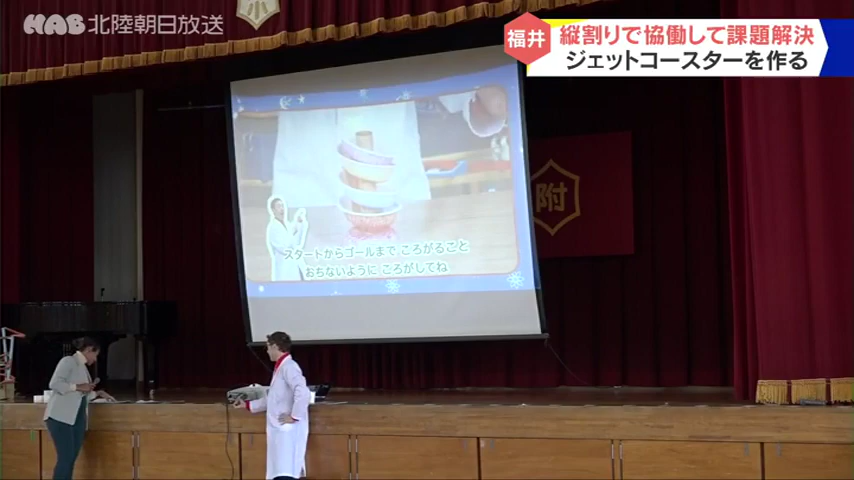 HAB北陸朝日放送
福井
縦割りで協働して課題解決
ジェットコースターを作る
スタートからゴールまで ころがること
おちないように ころがしてね
附